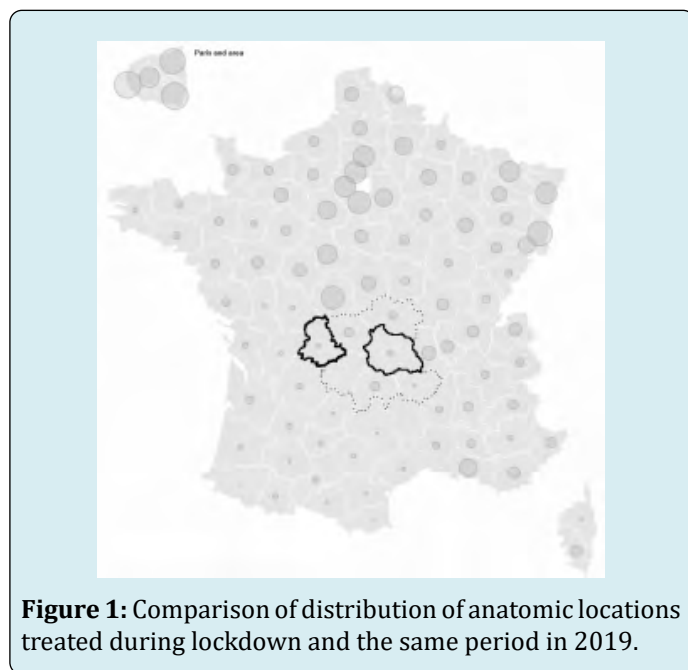 Paris and area
Figure 1: Comparison of distribution of anatomic locations
treated during lockdown and the same period in 2019.